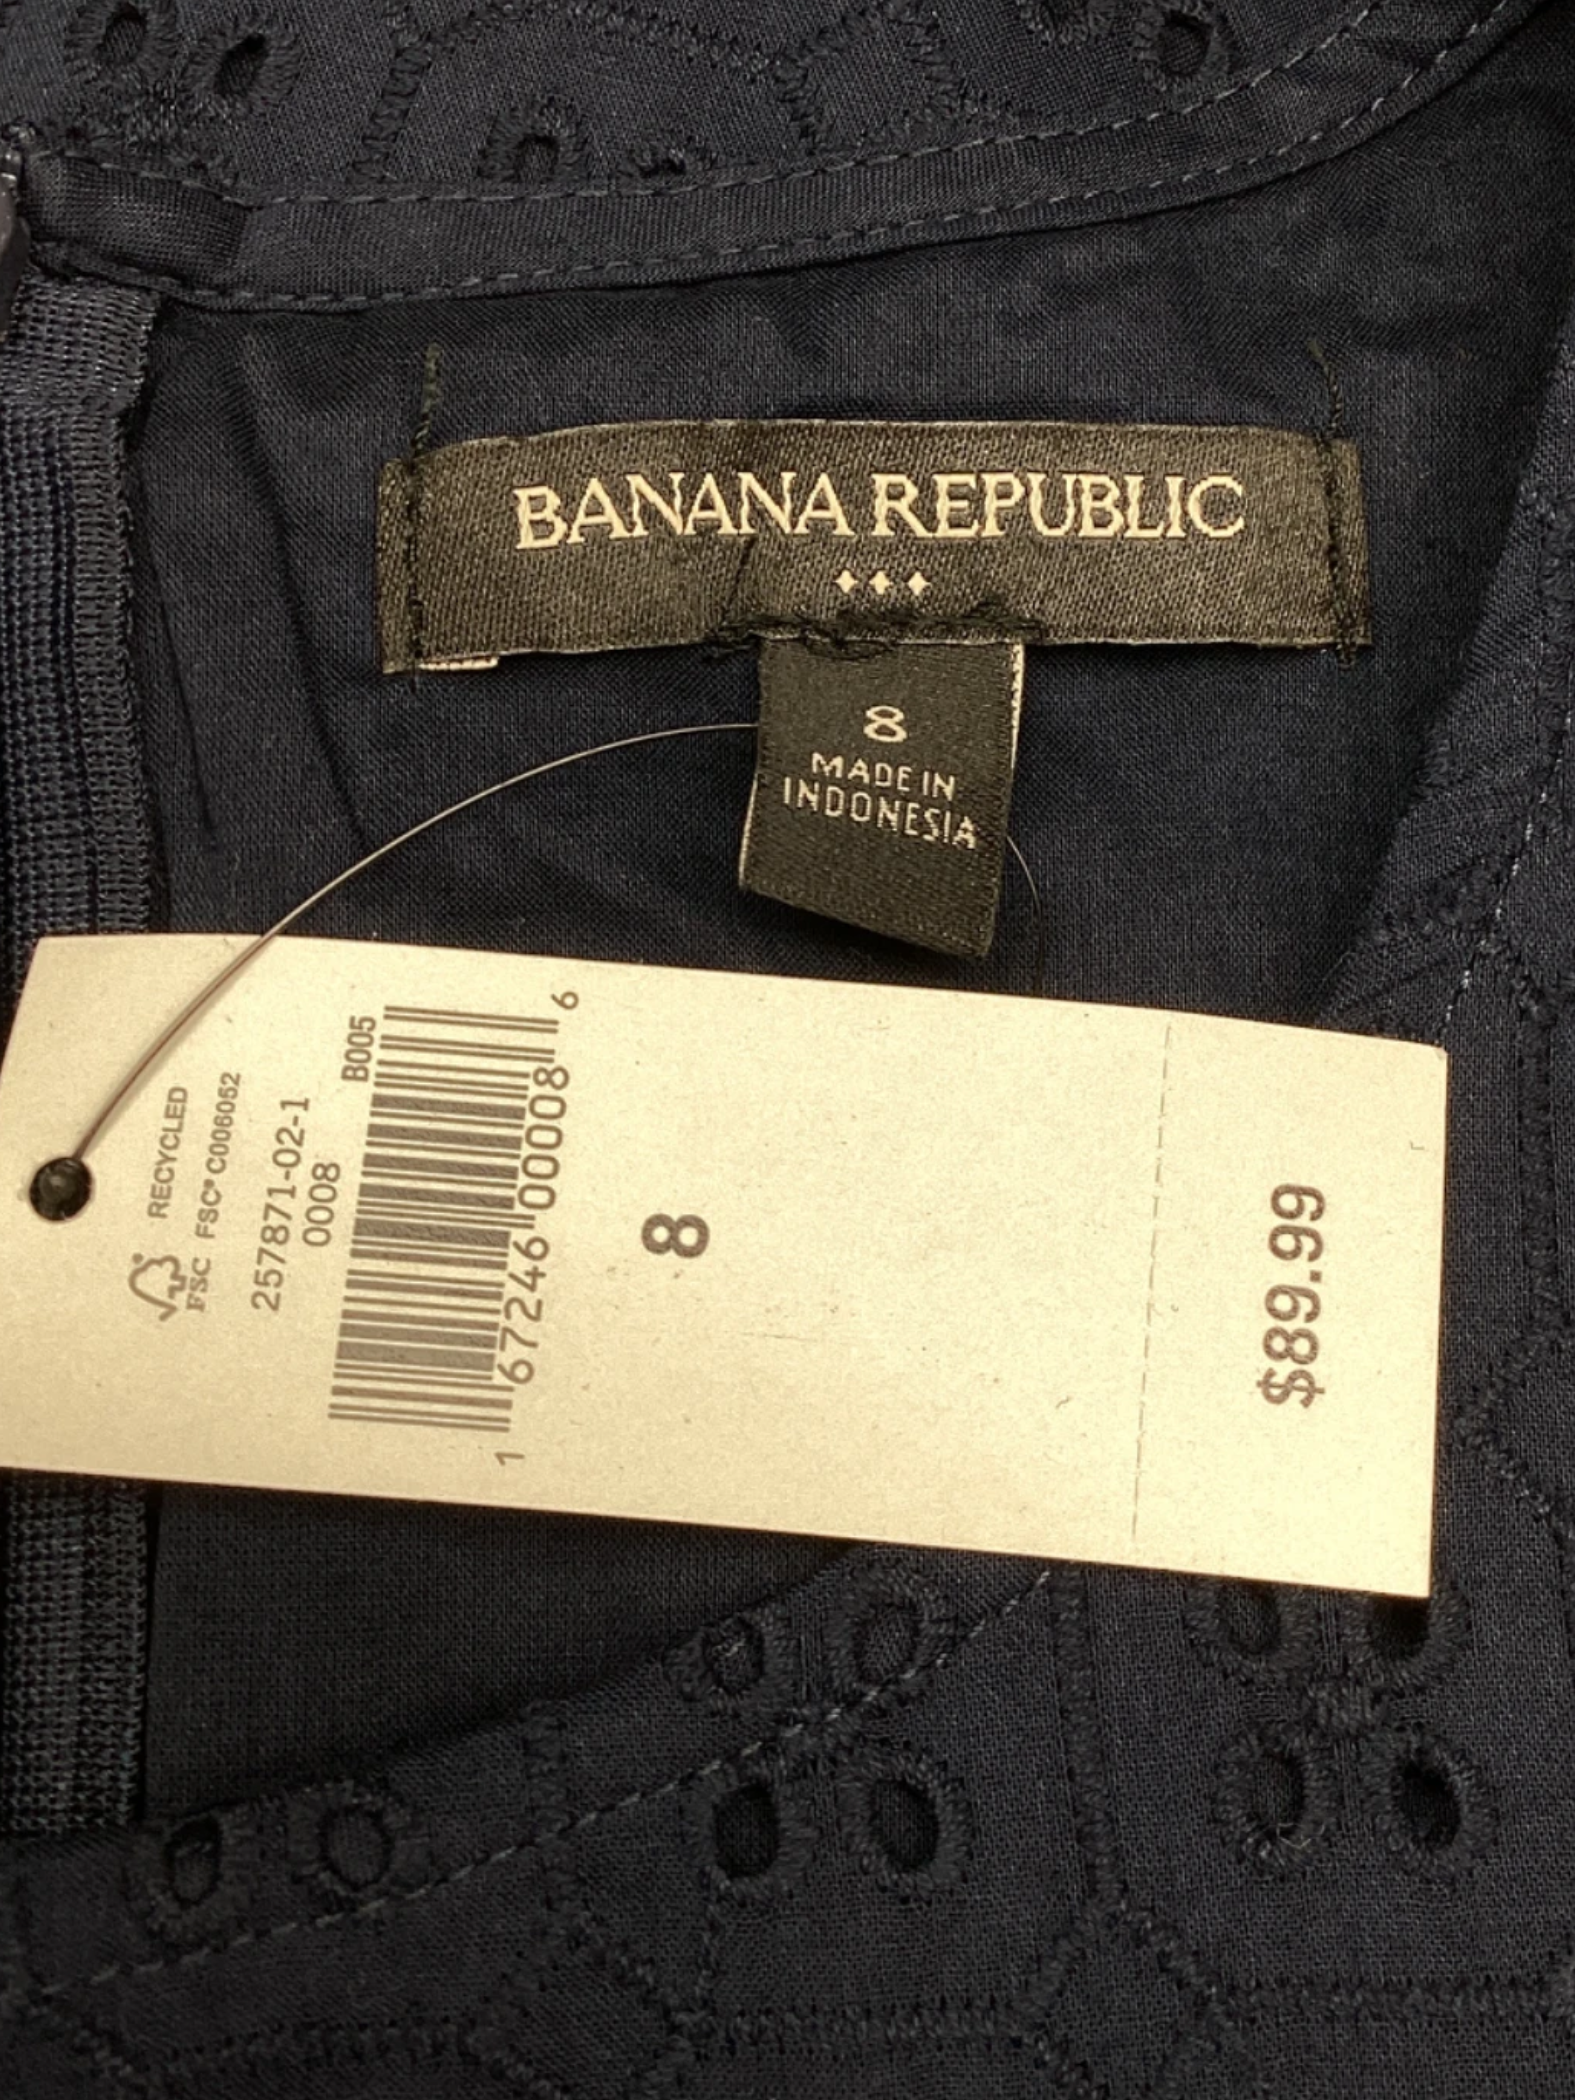 BANANA REPUBLIC
8
MADE IN
INDONESIA
RECYCLED
FSC® C006052
FSC
257871-02-1
0008
B005
1 67246 00008 6
8
$89.99